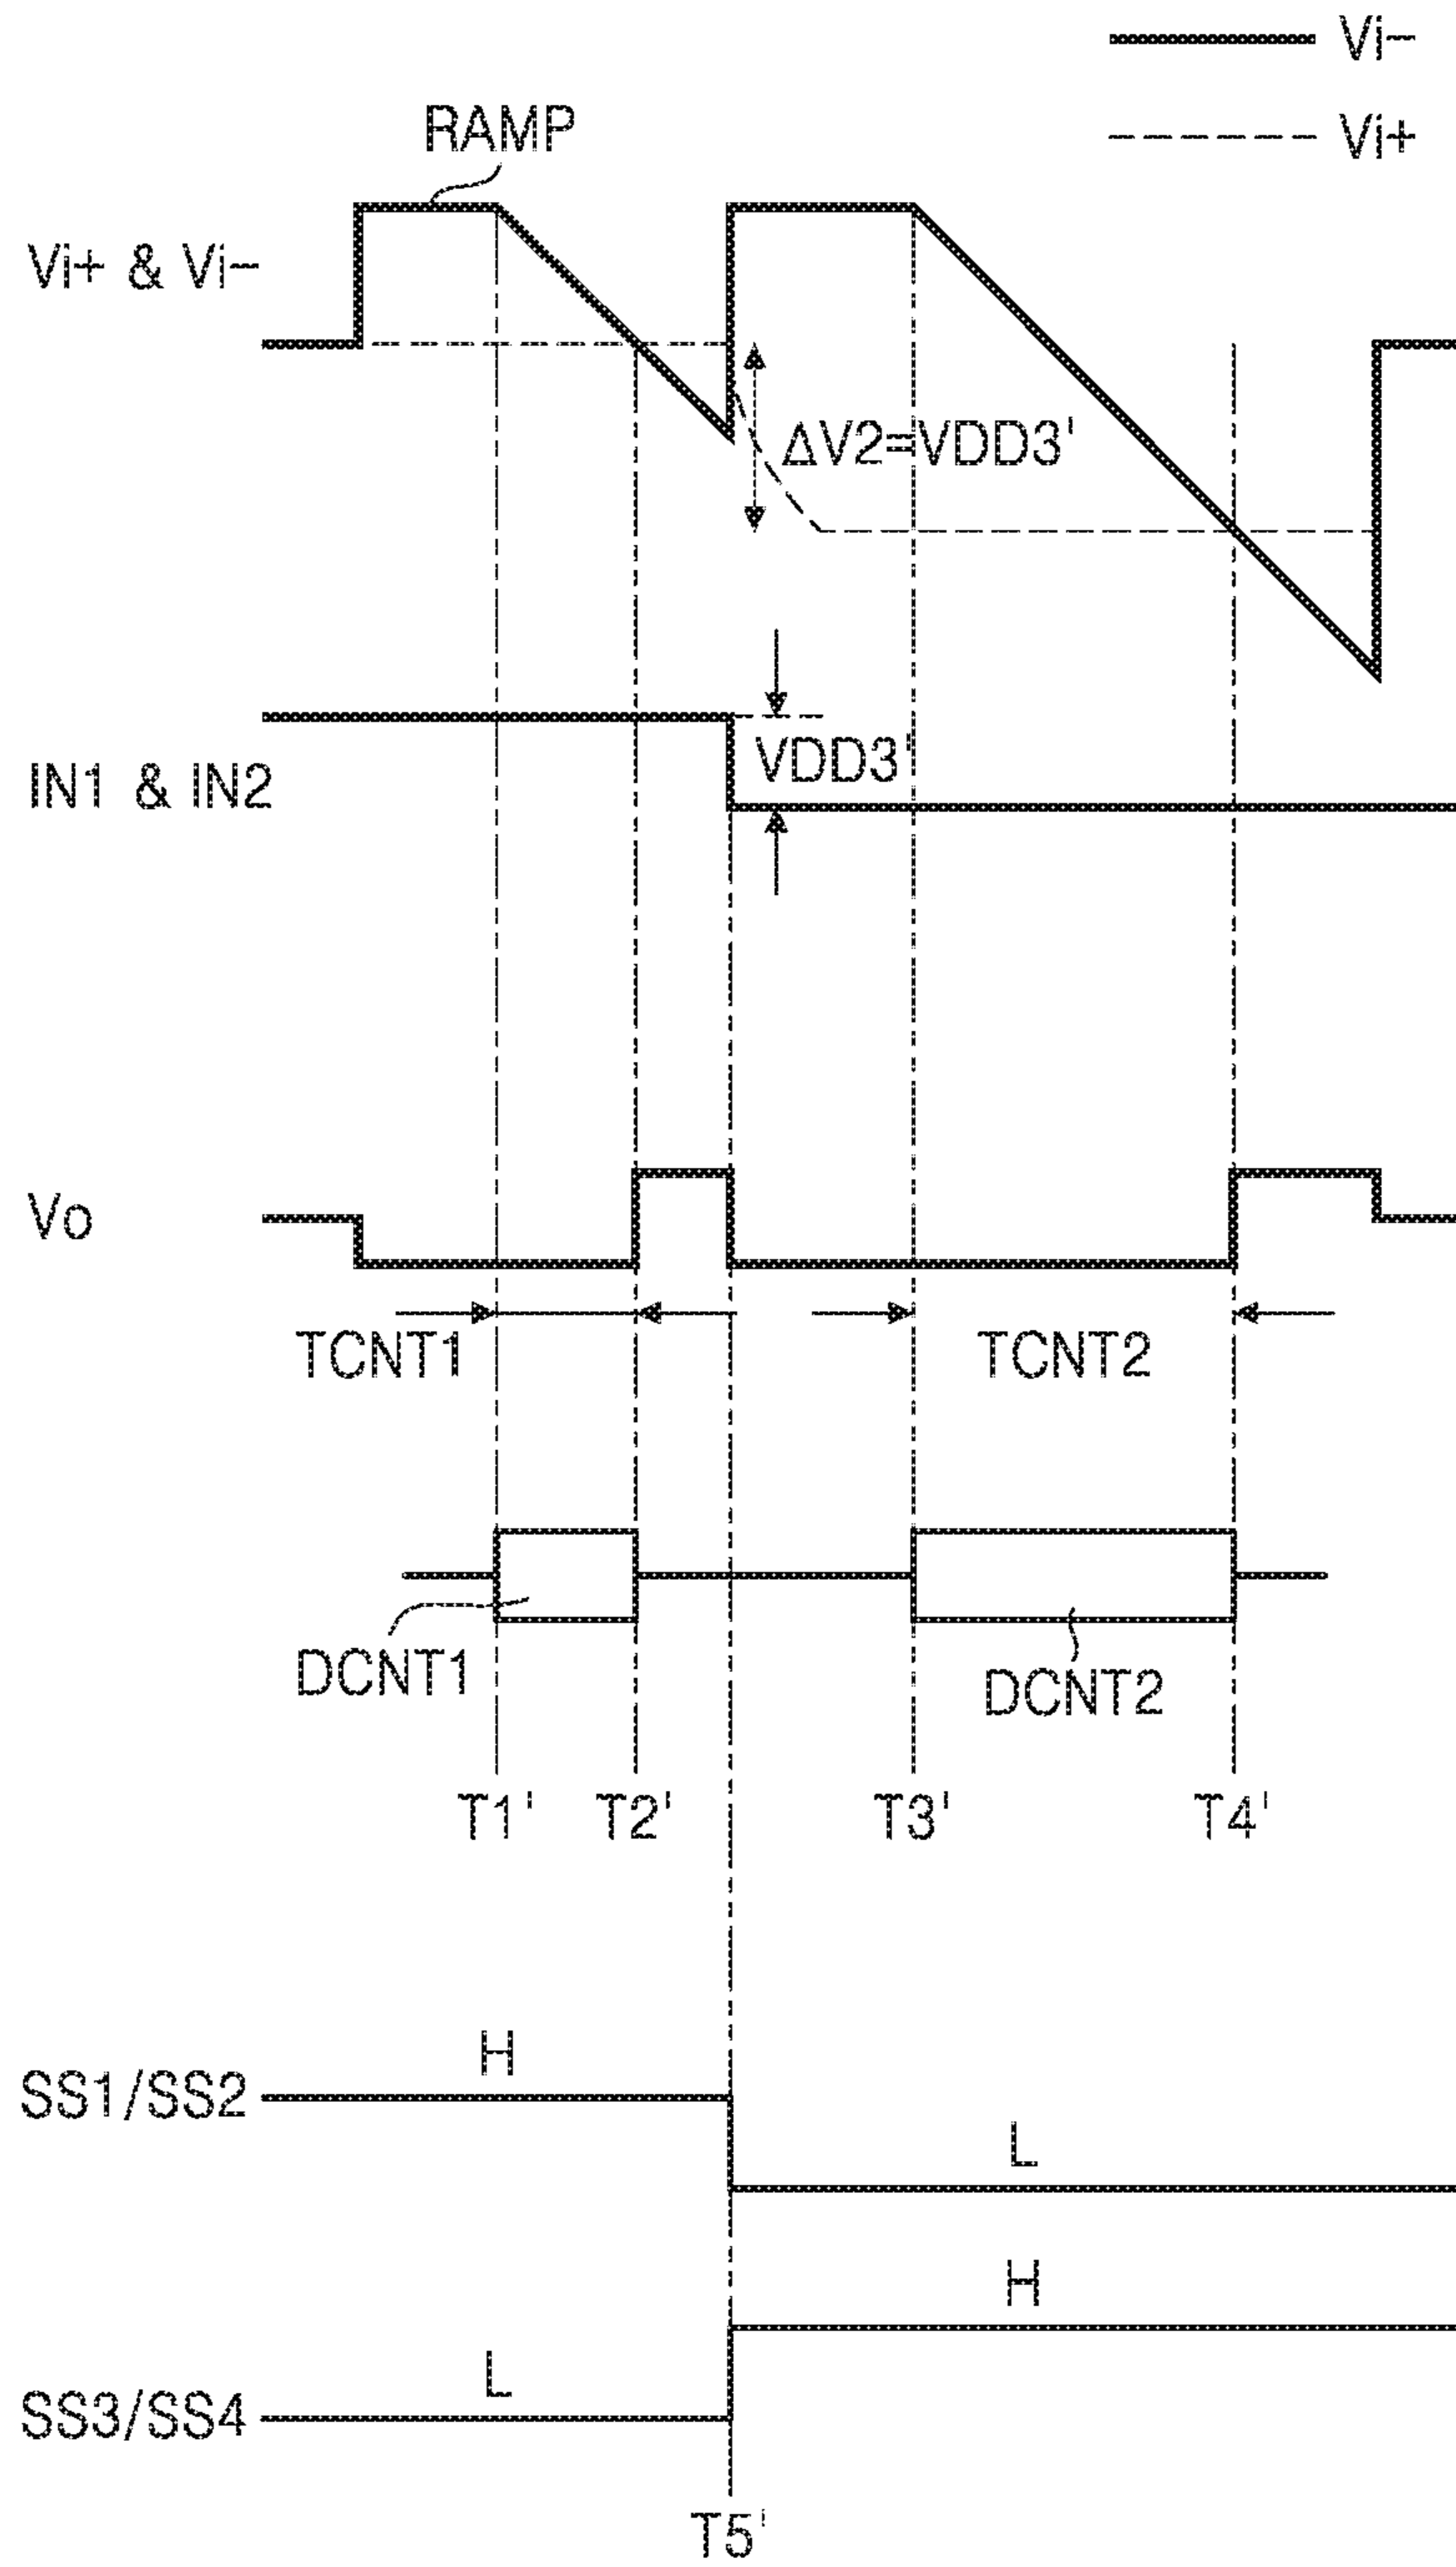 Vi−
Vi+
RAMP
Vi+ & Vi−
ΔV2=VDD3'
VDD3'
IN1 & IN2
Vo
TCNT1
TCNT2
DCNT1
DCNT2
T1' T2' T3' T4'
H
SS1/SS2
L
H
L
SS3/SS4
T5'